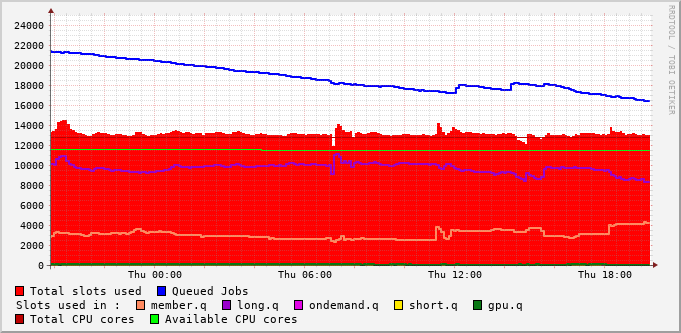 RRDTOOL / TOBI OETIKER
24000
22000
20000
18000
16000
14000
12000
10000
8000
6000
4000
2000
0
Thu 00:00 Thu 06:00 Thu 12:00 Thu 18:00
Total slots used Queued Jobs
Slots used in : member.q long.q ondemand.q short.q gpu.q
Total CPU cores Available CPU cores